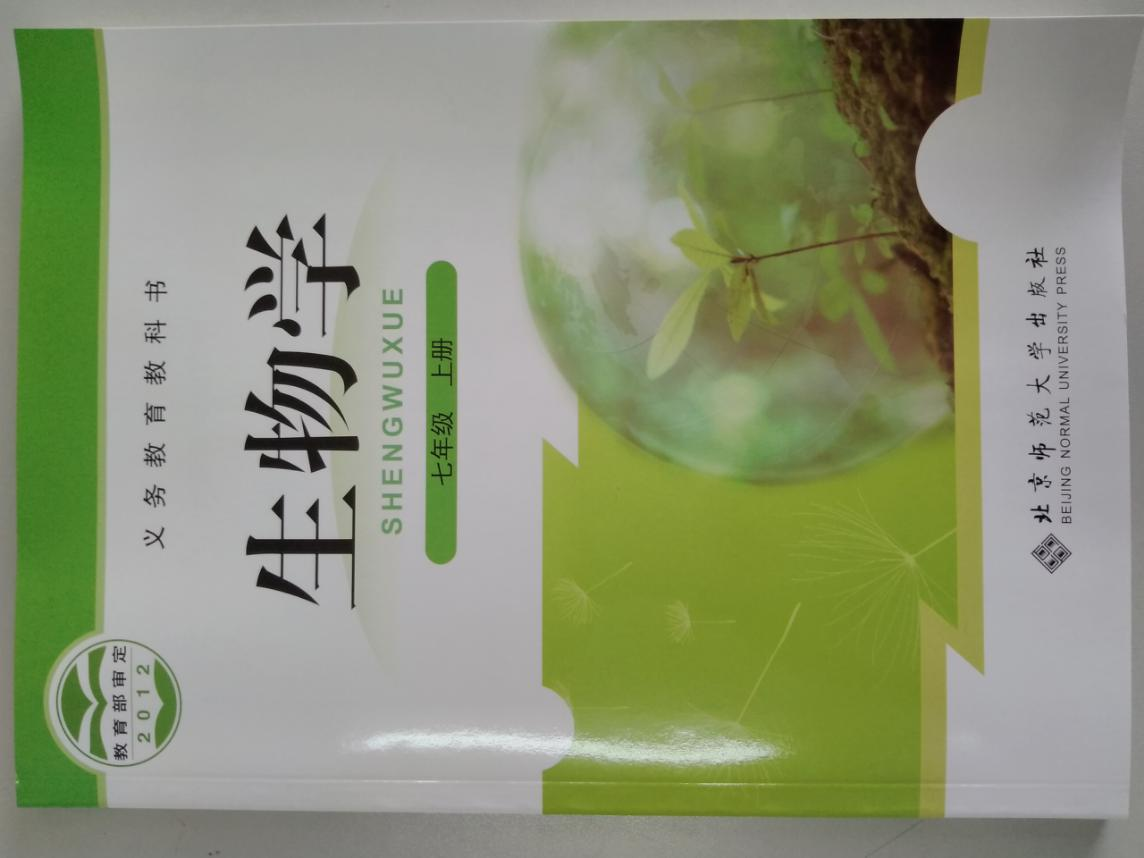 教育部审定
2012
义务教育教科书
生物学
SHENGWUXUE
七年级 上册
北京师范大学出版社
BEIJING NORMAL UNIVERSITY PRESS